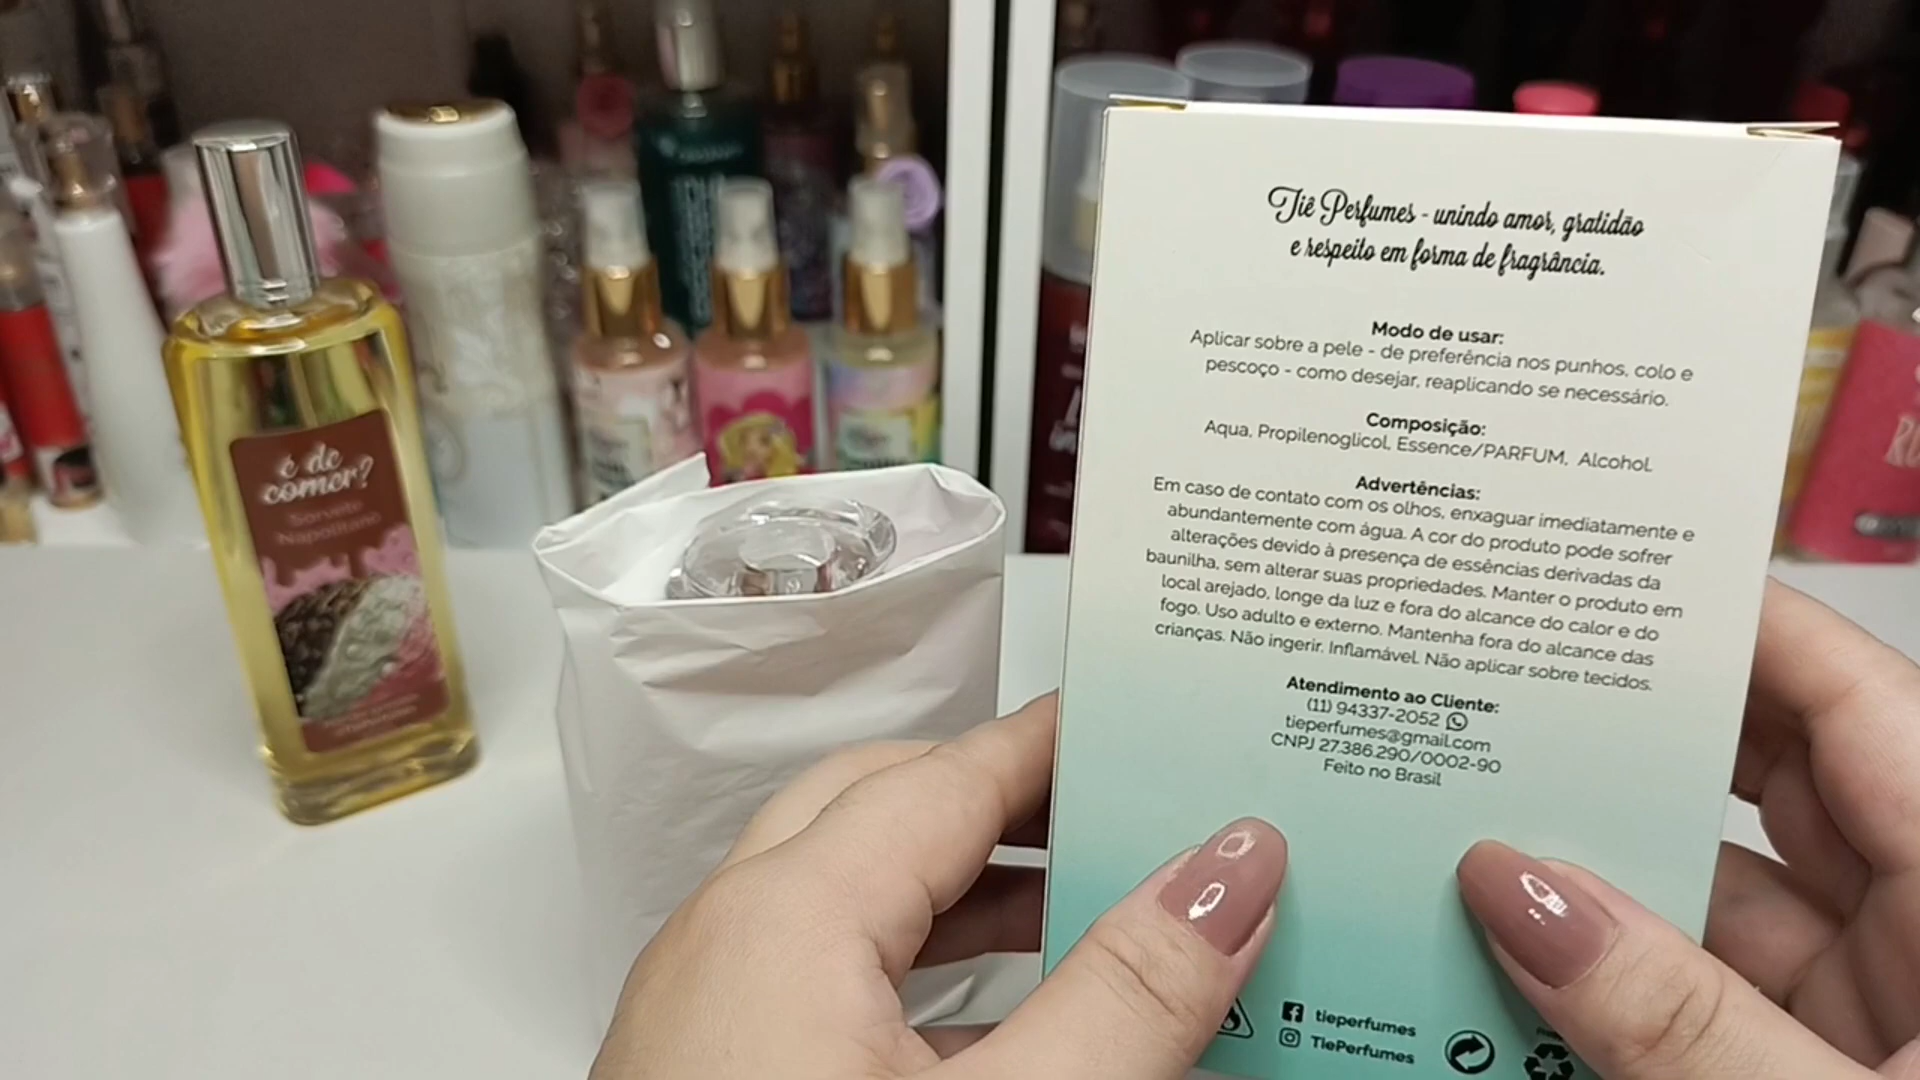 é de
comer?
Sorvete
Napolitano
Tiê Perfumes - unindo amor, gratidão
e respeito em forma de fragrância.
Modo de usar:
Aplicar sobre a pele - de preferência nos punhos, colo e
pescoço - como desejar, reaplicando se necessário.
Composição:
Aqua, Propilenoglicol, Essence/PARFUM, Alcohol.
Advertências:
Em caso de contato com os olhos, enxaguar imediatamente e
abundantemente com água. A cor do produto pode sofrer
alterações devido à presença de essências derivadas da
baunilha, sem alterar suas propriedades. Manter o produto em
local arejado, longe da luz e fora do alcance do calor e do
fogo. Uso adulto e externo. Mantenha fora do alcance das
crianças. Não ingerir. Inflamável. Não aplicar sobre tecidos.
Atendimento ao Cliente:
(11) 94337-2052
tieperfumes@gmail.com
CNPJ 27.386.290/0002-90
Feito no Brasil
tieperfumes
TiePerfumes